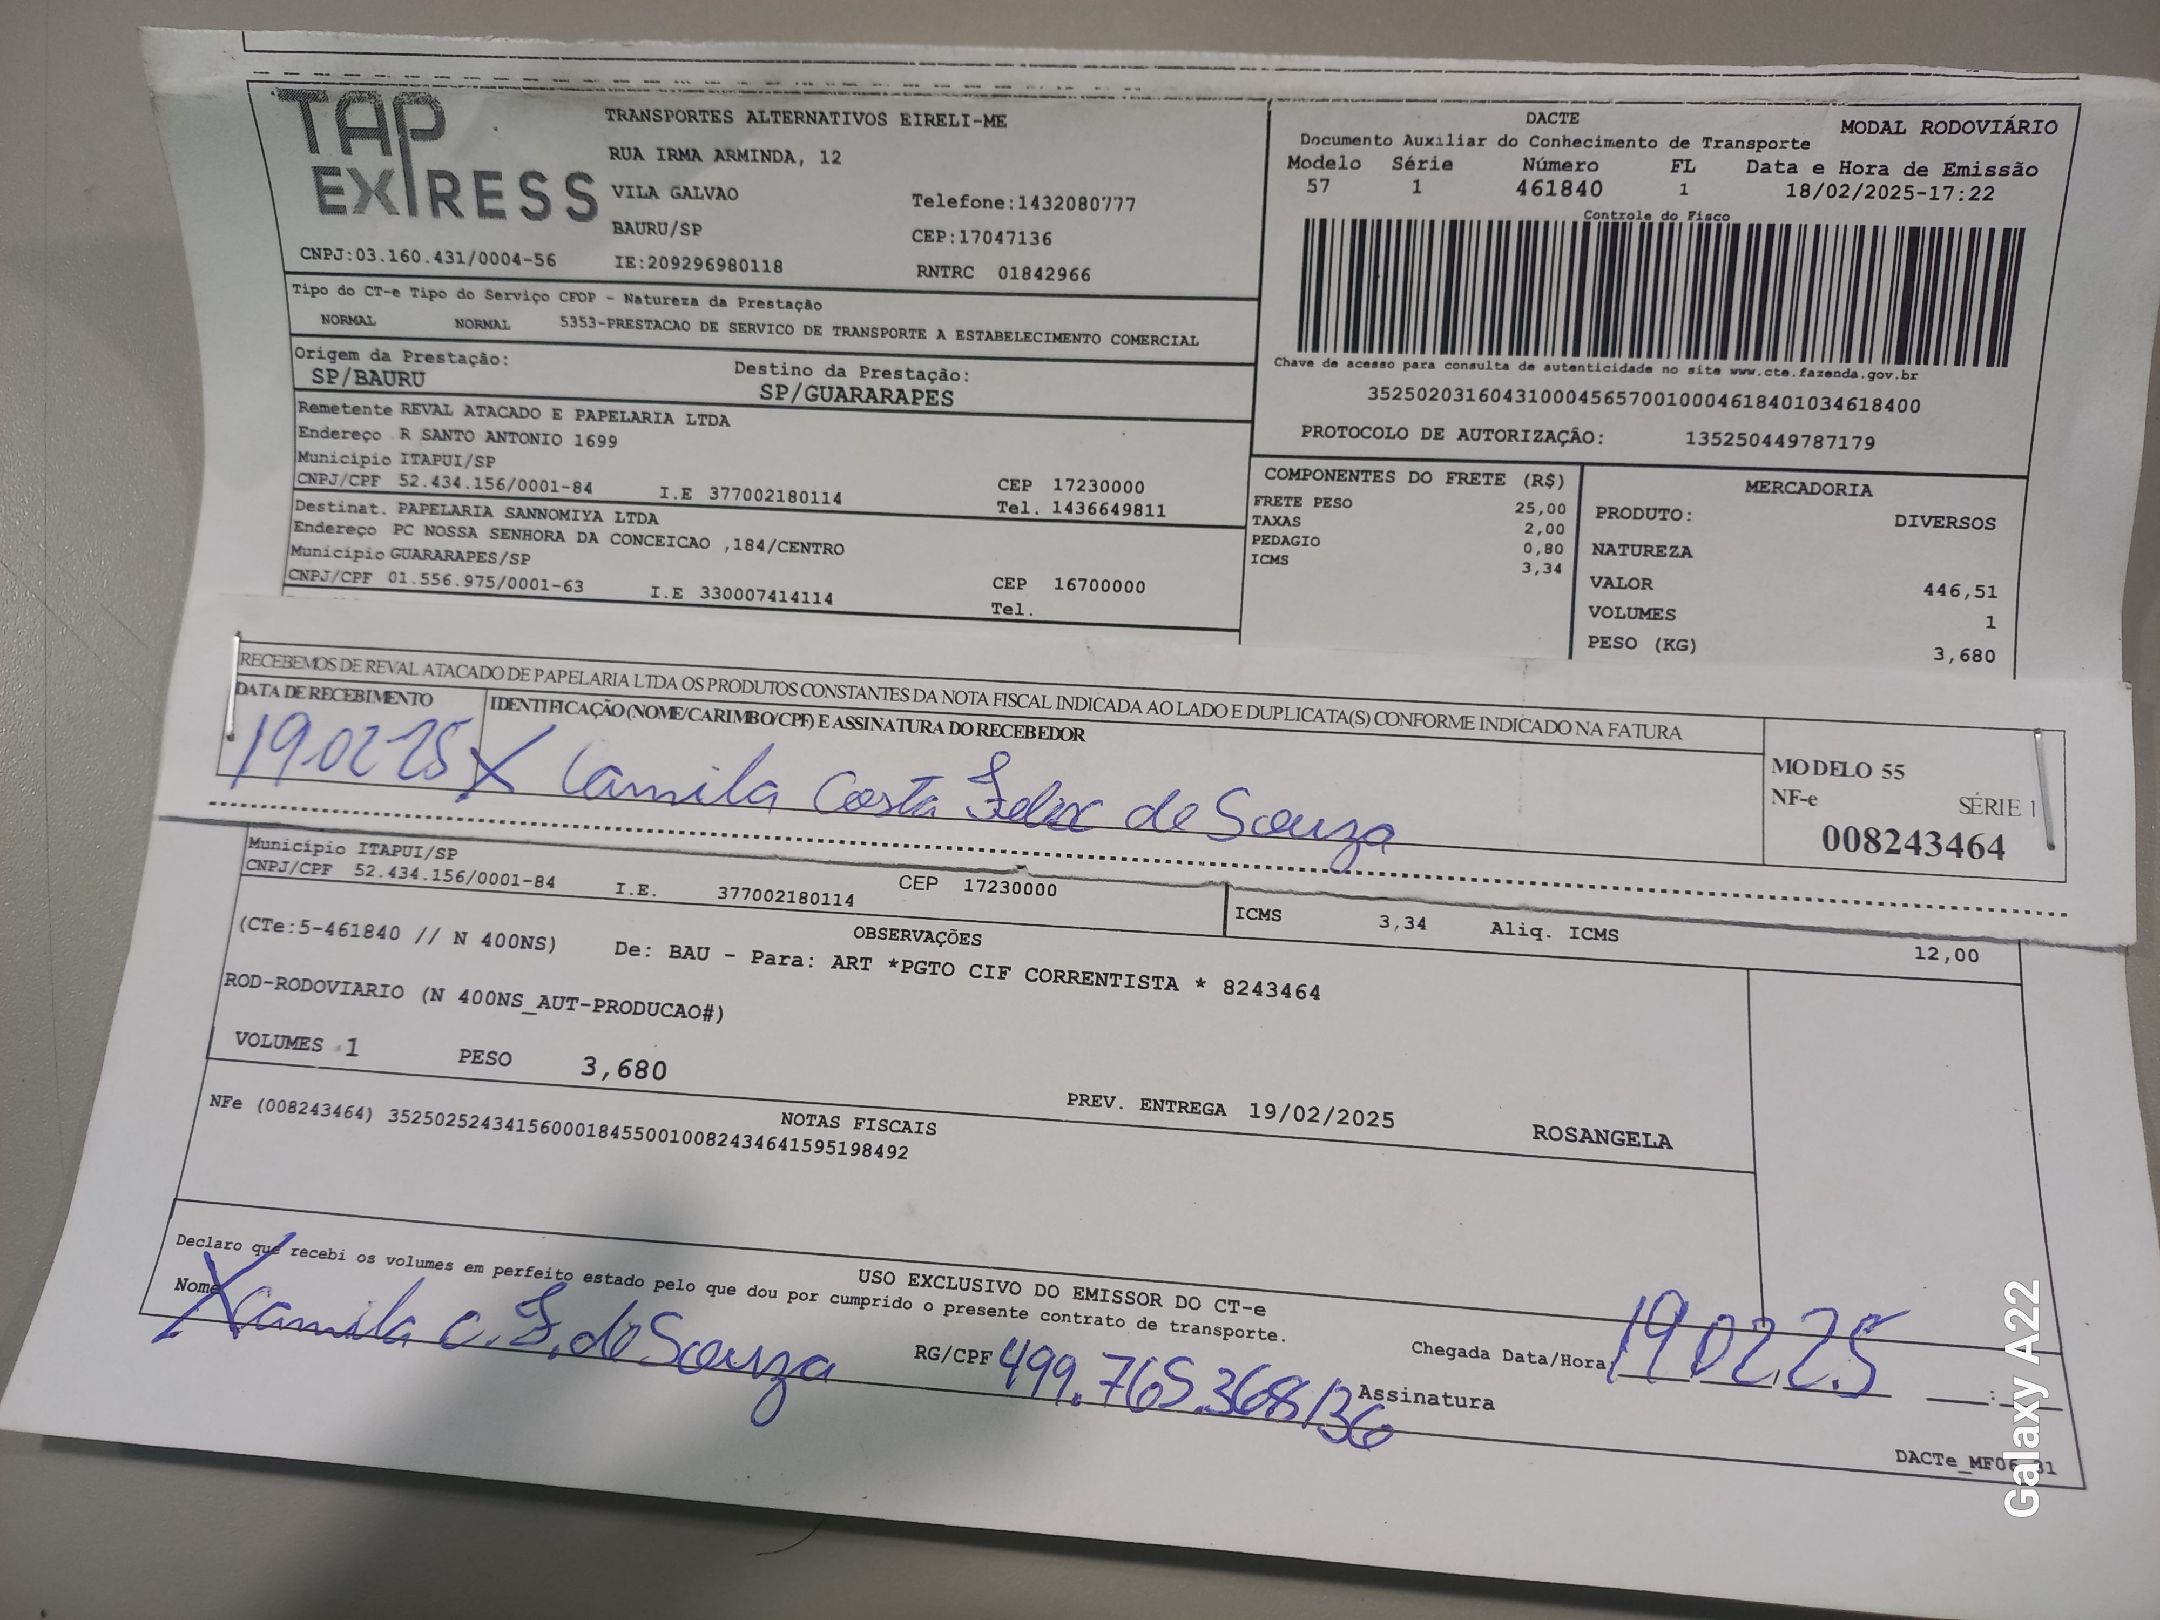 TAP EXPRESS
TRANSPORTES ALTERNATIVOS EIRELI-ME
RUA IRMA ARMINDA, 12
VILA GALVAO Telefone:1432080777
BAURU/SP CEP:17047136
CNPJ:03.160.431/0004-56 IE:209296980118 RNTRC 01842966
DACTE MODAL RODOVIÁRIO
Documento Auxiliar do Conhecimento de Transporte
Modelo Série Número FL Data e Hora de Emissão
57 1 461840 1 18/02/2025-17:22
Controle do Fisco
Chave de acesso para consulta de autenticidade no site www.cte.fazenda.gov.br
35250203160431000456570010004618401034618400
PROTOCOLO DE AUTORIZAÇÃO: 135250449787179
Tipo do CT-e Tipo do Serviço CFOP - Natureza da Prestação
NORMAL NORMAL 5353-PRESTACAO DE SERVICO DE TRANSPORTE A ESTABELECIMENTO COMERCIAL
Origem da Prestação: Destino da Prestação:
SP/BAURU SP/GUARARAPES
Remetente REVAL ATACADO E PAPELARIA LTDA
Endereço R SANTO ANTONIO 1699
Município ITAPUI/SP CEP 17230000
CNPJ/CPF 52.434.156/0001-84 I.E 377002180114 Tel. 1436649811
Destinat. PAPELARIA SANNOMIYA LTDA
Endereço PC NOSSA SENHORA DA CONCEICAO ,184/CENTRO
Município GUARARAPES/SP CEP 16700000
CNPJ/CPF 01.556.975/0001-63 I.E 330007414114 Tel.
COMPONENTES DO FRETE (R$)
FRETE PESO 25,00
TAXAS 2,00
PEDAGIO 0,80
ICMS 3,34
MERCADORIA
PRODUTO: DIVERSOS
NATUREZA
VALOR 446,51
VOLUMES 1
PESO (KG) 3,680
RECEBEMOS DE REVAL ATACADO DE PAPELARIA LTDA OS PRODUTOS CONSTANTES DA NOTA FISCAL INDICADA AO LADO E DUPLICATA(S) CONFORME INDICADO NA FATURA
DATA DE RECEBIMENTO IDENTIFICAÇÃO (NOME/CARIMBO/CPF) E ASSINATURA DO RECEBEDOR
19.02 25 X Camila Costa Felix de Souza
MODELO 55
NF-e SÉRIE 1
008243464
Município ITAPUI/SP
CNPJ/CPF 52.434.156/0001-84 I.E. 377002180114 CEP 17230000
ICMS 3,34 Aliq. ICMS 12,00
OBSERVAÇÕES
(CTe:5-461840 // N 400NS) De: BAU - Para: ART *PGTO CIF CORRENTISTA * 8243464
ROD-RODOVIARIO (N 400NS_AUT-PRODUCAO#)
VOLUMES 1 PESO 3,680
PREV. ENTREGA 19/02/2025 ROSANGELA
NOTAS FISCAIS
NFe (008243464) 35250252434156000184550010082434641595198492
USO EXCLUSIVO DO EMISSOR DO CT-e
Declaro que recebi os volumes em perfeito estado pelo que dou por cumprido o presente contrato de transporte.
Nome X Camila C. F. de Souza RG/CPF 499.765.368/36 Assinatura
Chegada Data/Hora 19 02 25 :
Galaxy A22